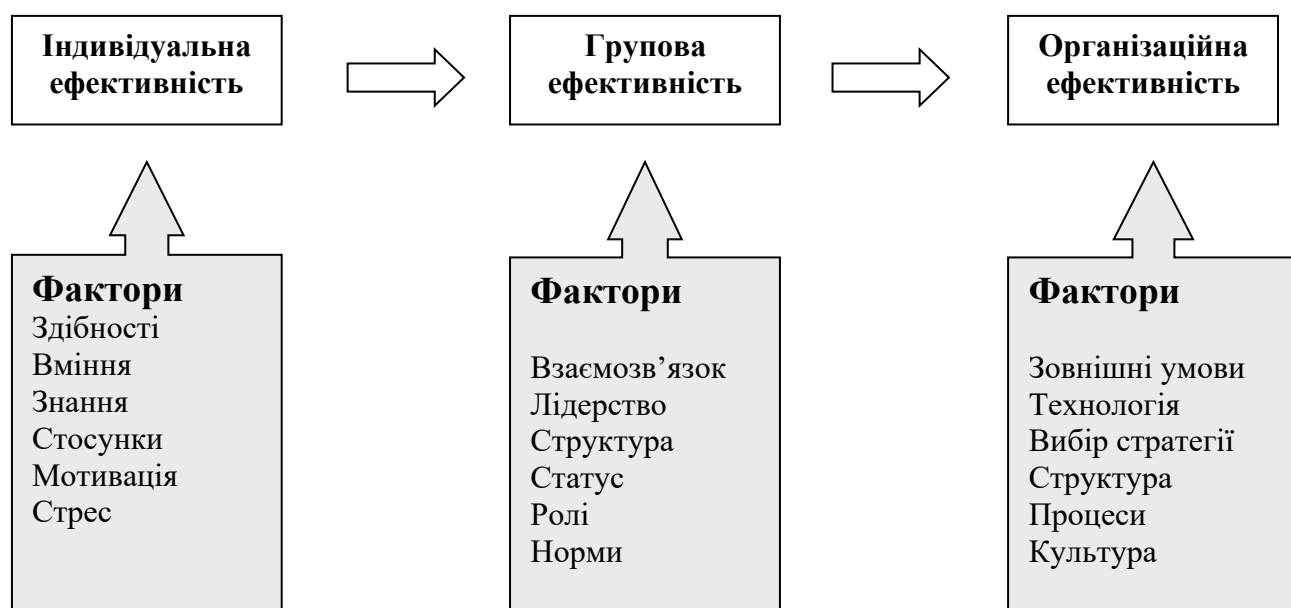 Індивідуальна
ефективність
Групова
ефективність
Організаційна
ефективність
Фактори
Здібності
Вміння
Знання
Стосунки
Мотивація
Стрес
Фактори
Взаємозв’язок
Лідерство
Структура
Статус
Ролі
Норми
Фактори
Зовнішні умови
Технологія
Вибір стратегії
Структура
Процеси
Культура